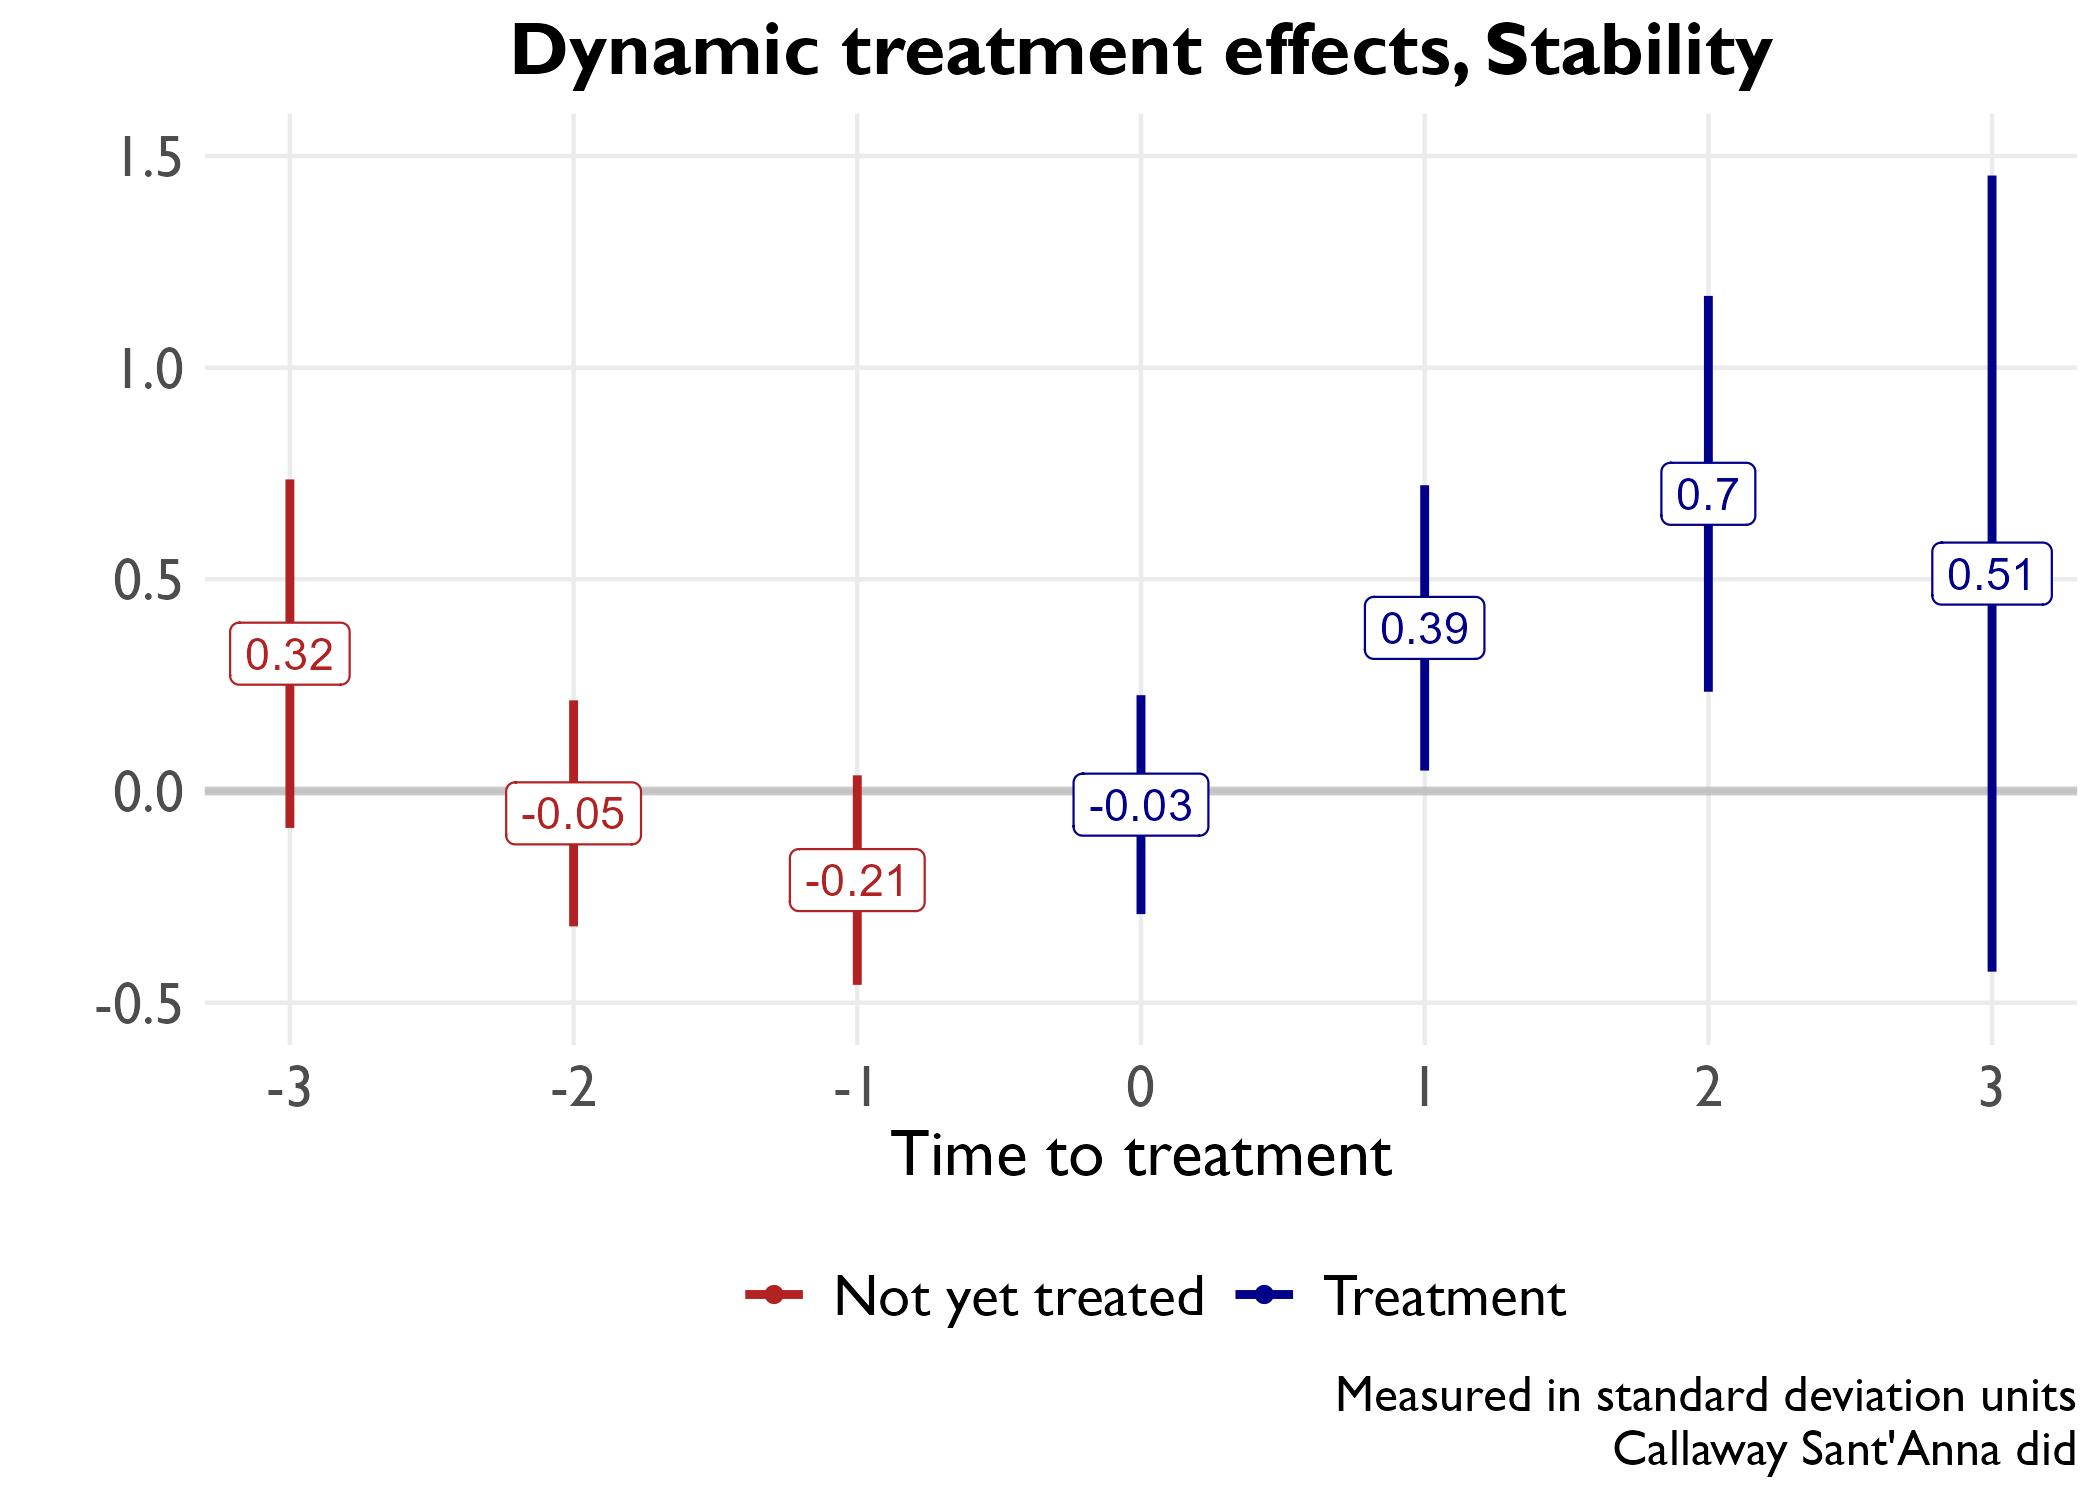 Dynamic treatment effects, Stability
1.5
1.0
0.5
0.0
-0.5
0.32
-0.05
-0.21
-0.03
0.39
0.7
0.51
-3 -2 -1 0 1 2 3
Time to treatment
Not yet treated Treatment
Measured in standard deviation units
Callaway Sant'Anna did